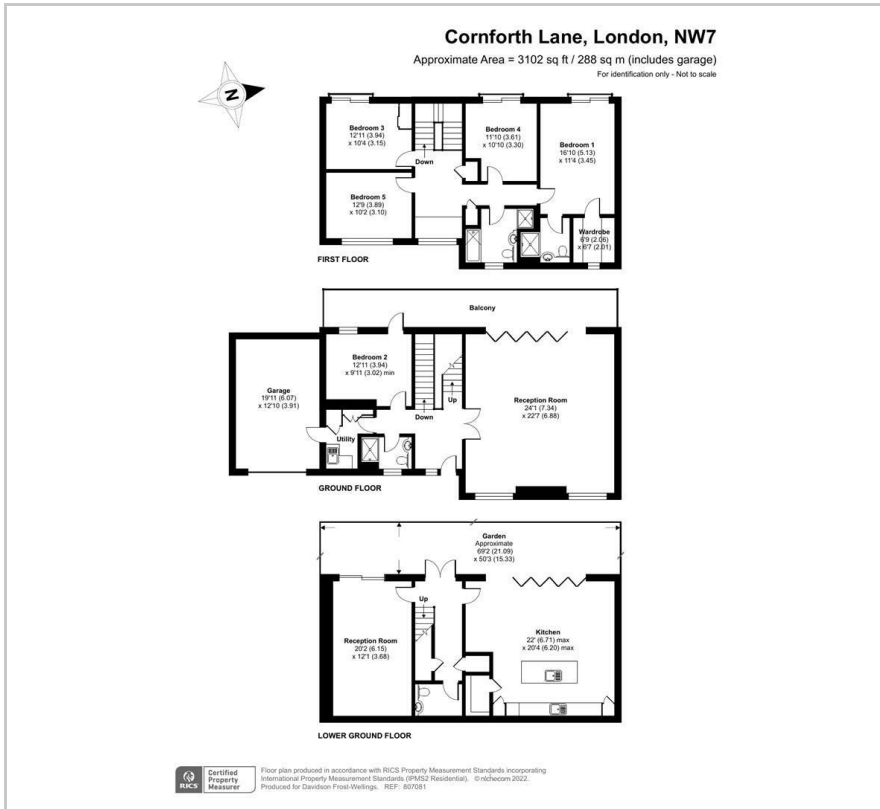 Cornforth Lane, London, NW7
Approximate Area = 3102 sq ft / 288 sq m (includes garage)
For identification only - Not to scale
N
Bedroom 3
12'11 (3.94)
x 10'4 (3.15)
Down
Bedroom 4
11'10 (3.61)
x 10'10 (3.30)
Bedroom 1
16'10 (5.13)
x 11'4 (3.45)
Bedroom 5
12'9 (3.89)
x 10'2 (3.10)
Wardrobe
6'9 (2.06)
x 6'7 (2.01)
FIRST FLOOR
Balcony
Bedroom 2
12'11 (3.94)
x 9'11 (3.02) min
Garage
19'11 (6.07)
x 12'10 (3.91)
Up
Reception Room
24'1 (7.34)
x 22'7 (6.88)
Down
Utility
GROUND FLOOR
Garden
Approximate
69'2 (21.09)
x 50'3 (15.33)
Up
Reception Room
20'2 (6.15)
x 12'1 (3.68)
Kitchen
22' (6.71) max
x 20'4 (6.20) max
LOWER GROUND FLOOR
RICS
Certified
Property
Measurer
Floor plan produced in accordance with RICS Property Measurement Standards incorporating
International Property Measurement Standards (IPMS2 Residential). © nichecom 2022.
Produced for Davidson Frost-Wellings. REF: 807081